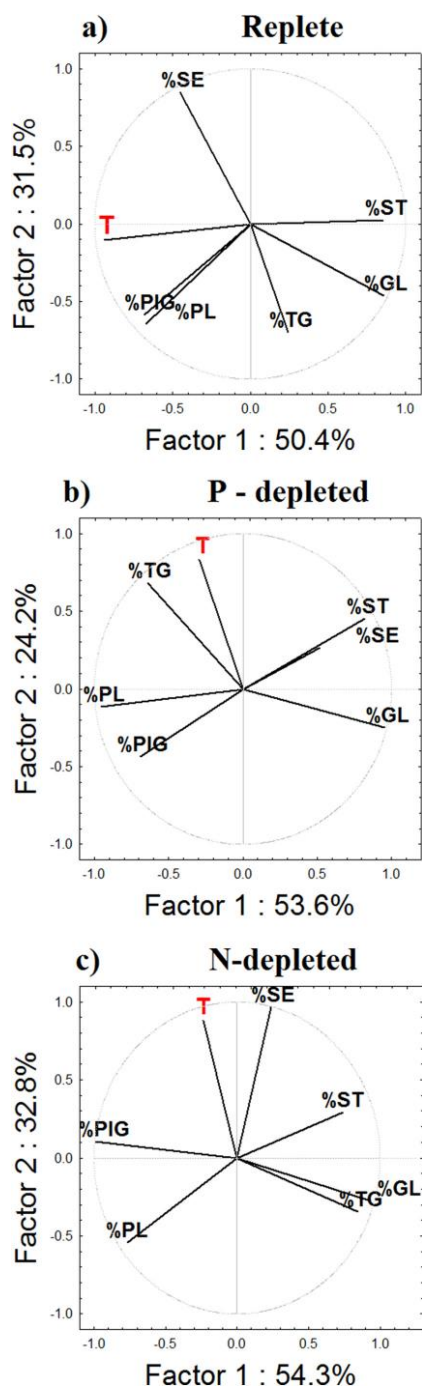 a) Replete
1.0
%SE
0.5
T
%ST
0.0
%PIG
%PL
%GL
-0.5
%TG
-1.0
Factor 2 : 31.5%
-1.0 -0.5 0.0 0.5 1.0
Factor 1 : 50.4%
b) P - depleted
1.0
T
%TG
0.5
%ST
%SE
0.0
%PL
%GL
%PIG
-0.5
-1.0
Factor 2 : 24.2%
-1.0 -0.5 0.0 0.5 1.0
Factor 1 : 53.6%
c) N-depleted
1.0
T
%SE
0.5
%ST
%PIG
0.0
%GL
%TG
%PL
-0.5
-1.0
Factor 2 : 32.8%
-1.0 -0.5 0.0 0.5 1.0
Factor 1 : 54.3%